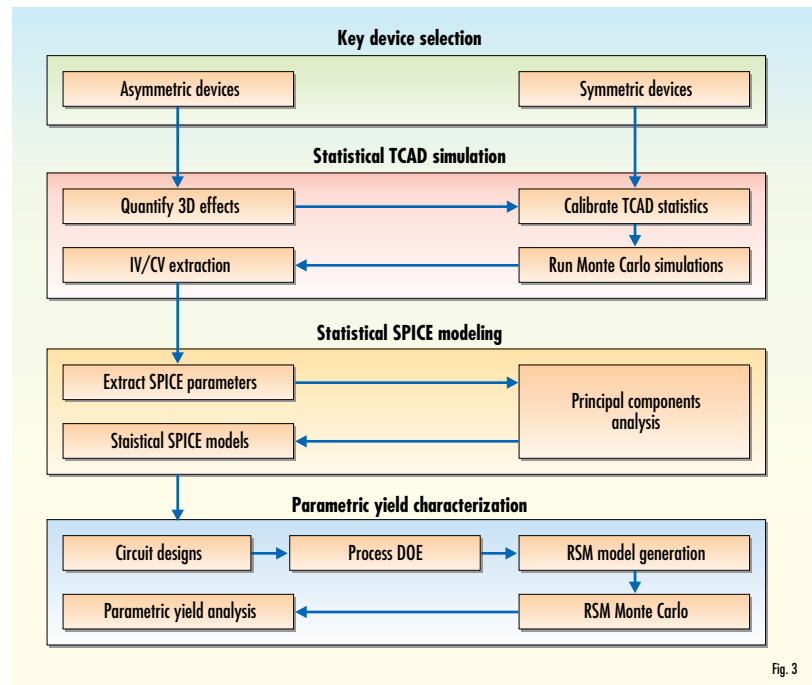 Key device selection
Asymmetric devices
Symmetric devices
Statistical TCAD simulation
Quantify 3D effects
Calibrate TCAD statistics
IV/CV extraction
Run Monte Carlo simulations
Statistical SPICE modeling
Extract SPICE parameters
Principal components
analysis
Staistical SPICE models
Parametric yield characterization
Circuit designs
Process DOE
RSM model generation
Parametric yield analysis
RSM Monte Carlo
Fig. 3